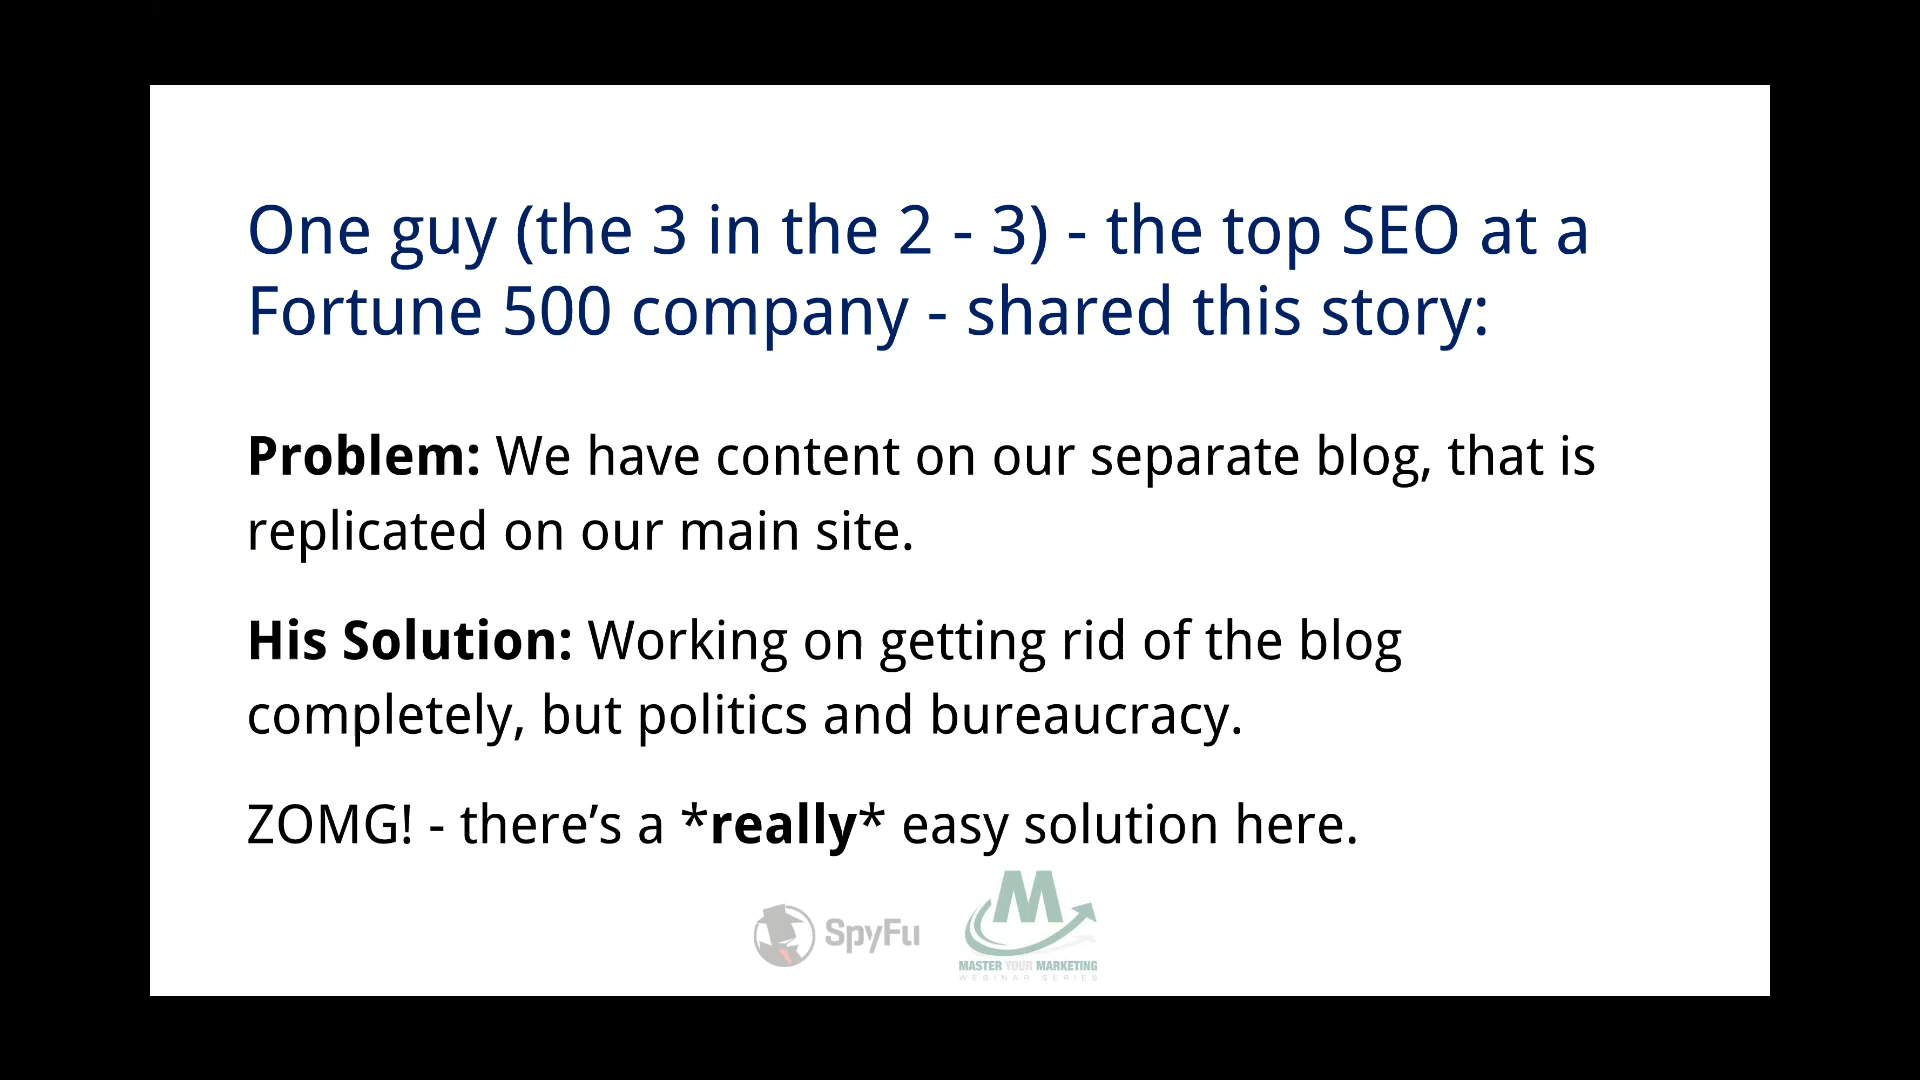 One guy (the 3 in the 2 - 3) - the top SEO at a
Fortune 500 company - shared this story:
Problem: We have content on our separate blog, that is
replicated on our main site.
His Solution: Working on getting rid of the blog
completely, but politics and bureaucracy.
ZOMG! - there’s a *really* easy solution here.
SpyFu
M
MASTER YOUR MARKETING
WEBINAR SERIES